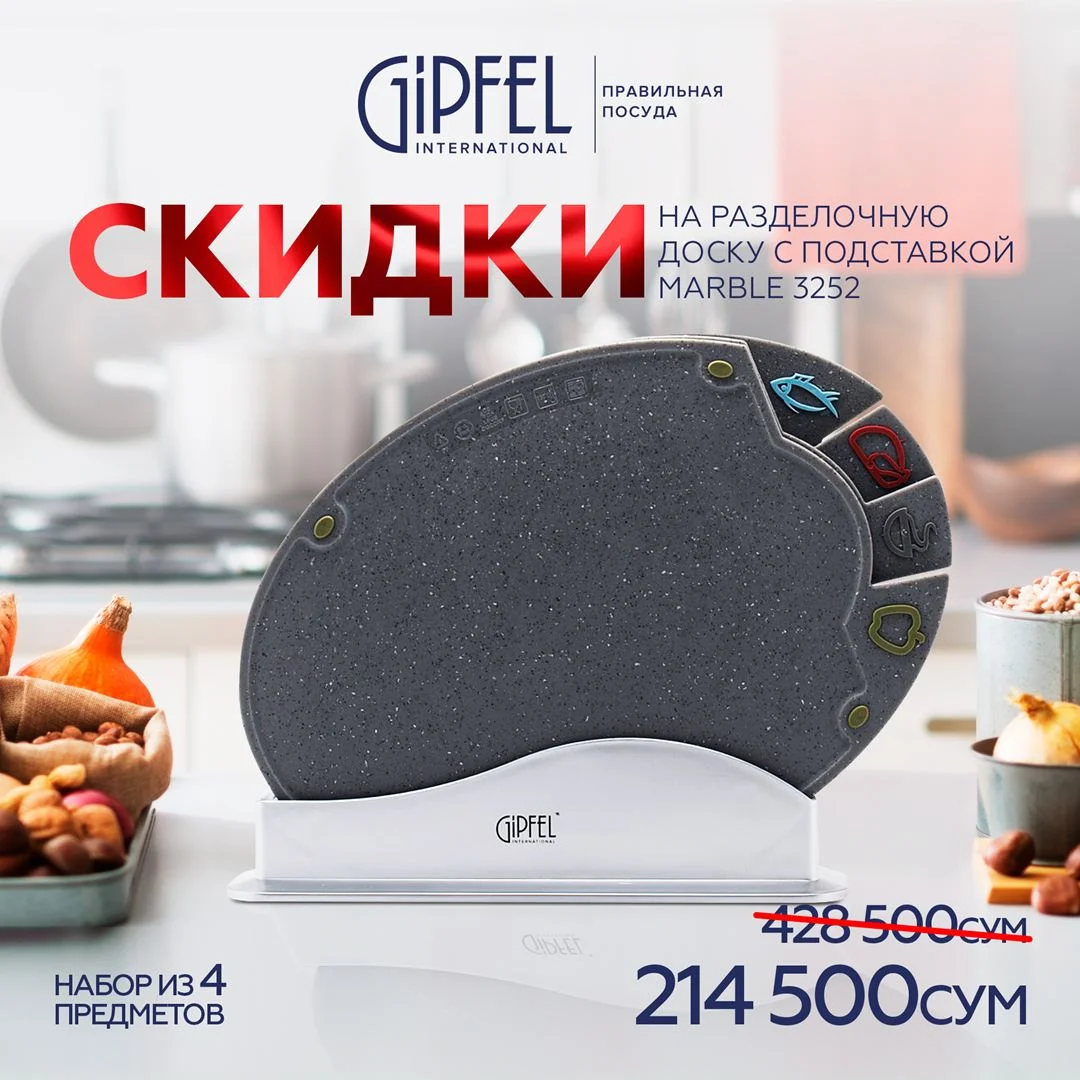 GiPFEL
INTERNATIONAL
ПРАВИЛЬНАЯ
ПОСУДА
СКИДКИ
НА РАЗДЕЛОЧНУЮ
ДОСКУ С ПОДСТАВКОЙ
MARBLE 3252
GiPFEL
INTERNATIONAL
428 500СУМ
214 500СУМ
НАБОР ИЗ 4
ПРЕДМЕТОВ